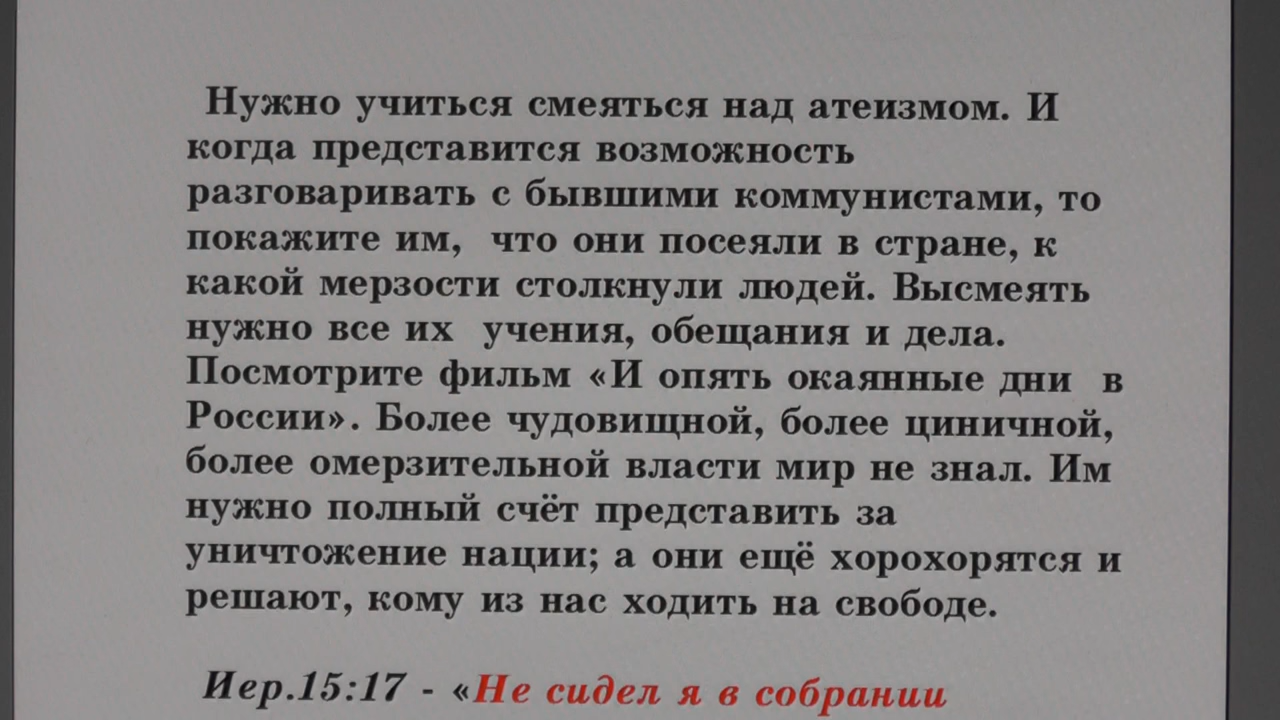 Нужно учиться смеяться над атеизмом. И
когда представится возможность
разговаривать с бывшими коммунистами, то
покажите им,  что они посеяли в стране, к
какой мерзости столкнули людей. Высмеять
нужно все их  учения, обещания и дела.
Посмотрите фильм «И опять окаянные дни  в
России». Более чудовищной, более циничной,
более омерзительной власти мир не знал. Им
нужно полный счёт представить за
уничтожение нации; а они ещё хорохорятся и
решают, кому из нас ходить на свободе.
Иер.15:17 - «Не сидел я в собрании